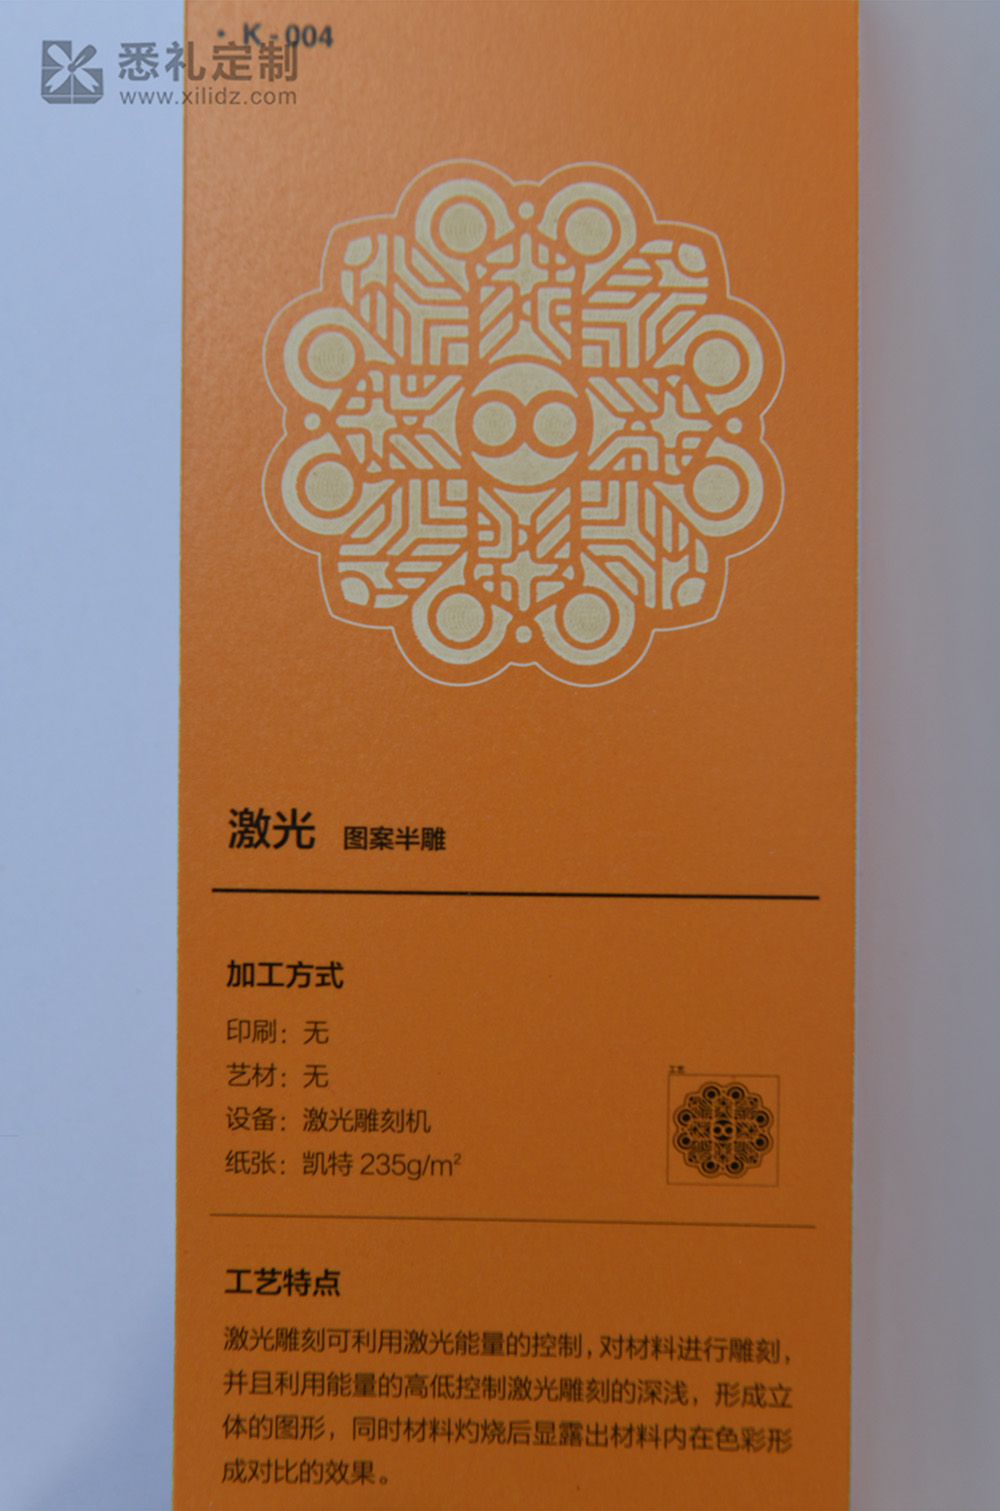 · K - 004
悉礼定制
www.xilidz.com
激光 图案半雕
加工方式
印刷：无
艺材：无
设备：激光雕刻机
纸张：凯特 235g/m²
工艺
工艺特点
激光雕刻可利用激光能量的控制，对材料进行雕刻，
并且利用能量的高低控制激光雕刻的深浅，形成立
体的图形，同时材料灼烧后显露出材料内在色彩形
成对比的效果。